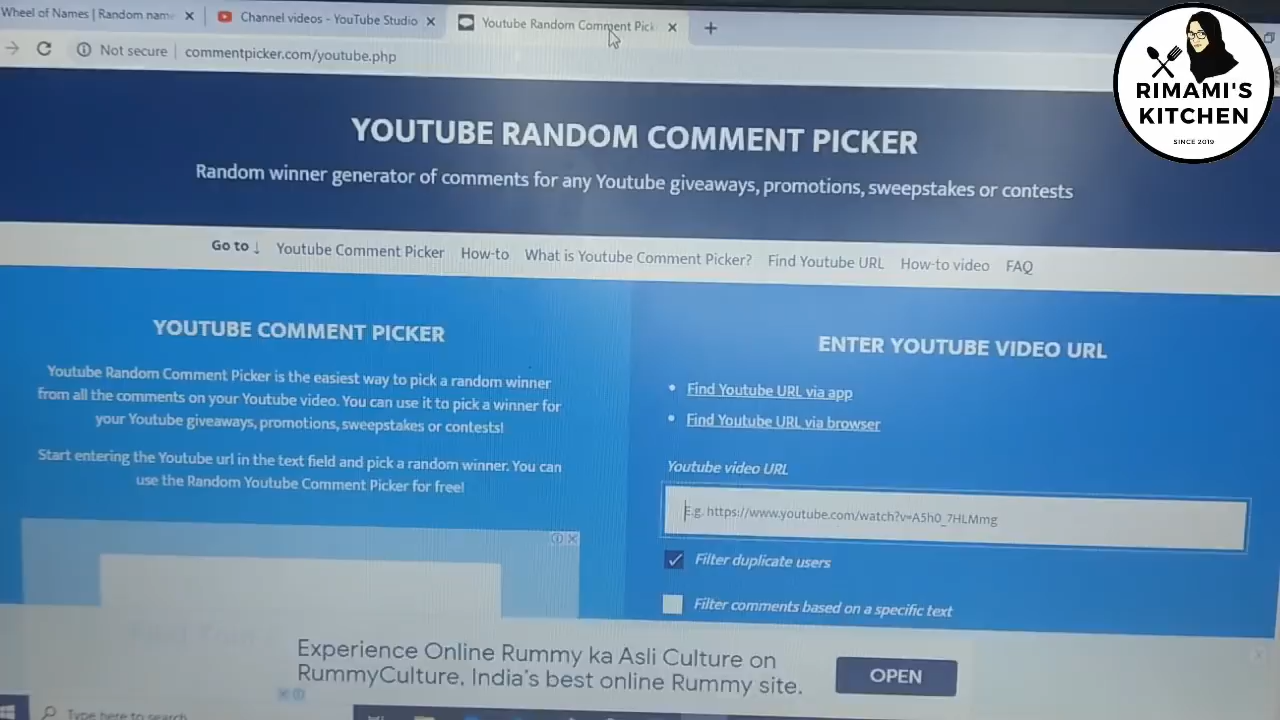 Wheel of Names | Random name
Channel videos - YouTube Studio
Youtube Random Comment Pick
Not secure | commentpicker.com/youtube.php
RIMAMI'S
KITCHEN
SINCE 2019
YOUTUBE RANDOM COMMENT PICKER
Random winner generator of comments for any Youtube giveaways, promotions, sweepstakes or contests
Go to ↓ Youtube Comment Picker How-to What is Youtube Comment Picker? Find Youtube URL How-to video FAQ
YOUTUBE COMMENT PICKER
Youtube Random Comment Picker is the easiest way to pick a random winner
from all the comments on your Youtube video. You can use it to pick a winner for
your Youtube giveaways, promotions, sweepstakes or contests!
Start entering the Youtube url in the text field and pick a random winner. You can
use the Random Youtube Comment Picker for free!
ENTER YOUTUBE VIDEO URL
Find Youtube URL via app
Find Youtube URL via browser
Youtube video URL
E.g. https://www.youtube.com/watch?v=A5h0_7HLMmg
Filter duplicate users
Filter comments based on a specific text
Experience Online Rummy ka Asli Culture on
RummyCulture, India's best online Rummy site.
OPEN
Type here to search